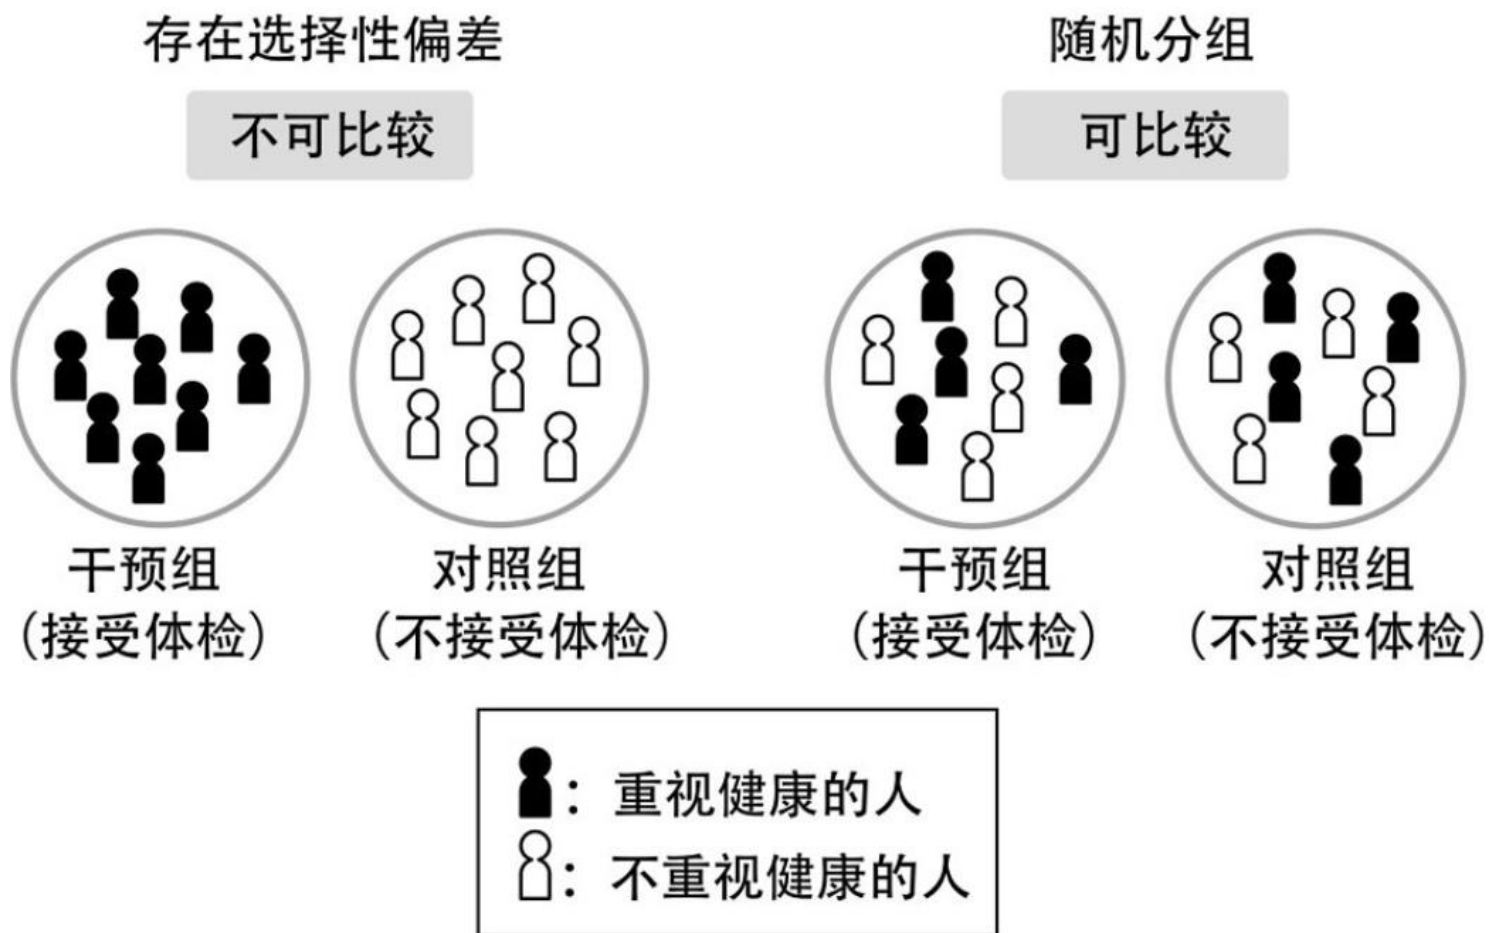 存在选择性偏差
不可比较
干预组
（接受体检）
对照组
（不接受体检）
随机分组
可比较
干预组
（接受体检）
对照组
（不接受体检）
：重视健康的人
：不重视健康的人